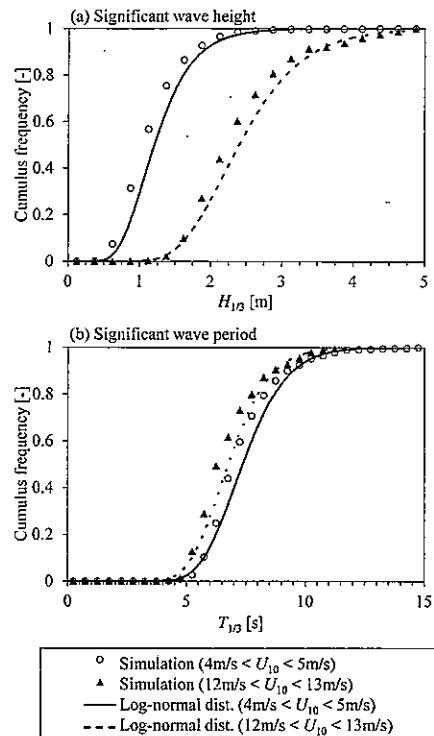 (a) Significant wave height
Cumulus frequency [-]
1
0.8
0.6
0.4
0.2
0
0 1 2 3 4 5
H1/3 [m]
(b) Significant wave period
Cumulus frequency [-]
1
0.8
0.6
0.4
0.2
0
0 5 10 15
T1/3 [s]
Simulation (4m/s < U10 < 5m/s)
Simulation (12m/s < U10 < 13m/s)
Log-normal dist. (4m/s < U10 < 5m/s)
Log-normal dist. (12m/s < U10 < 13m/s)